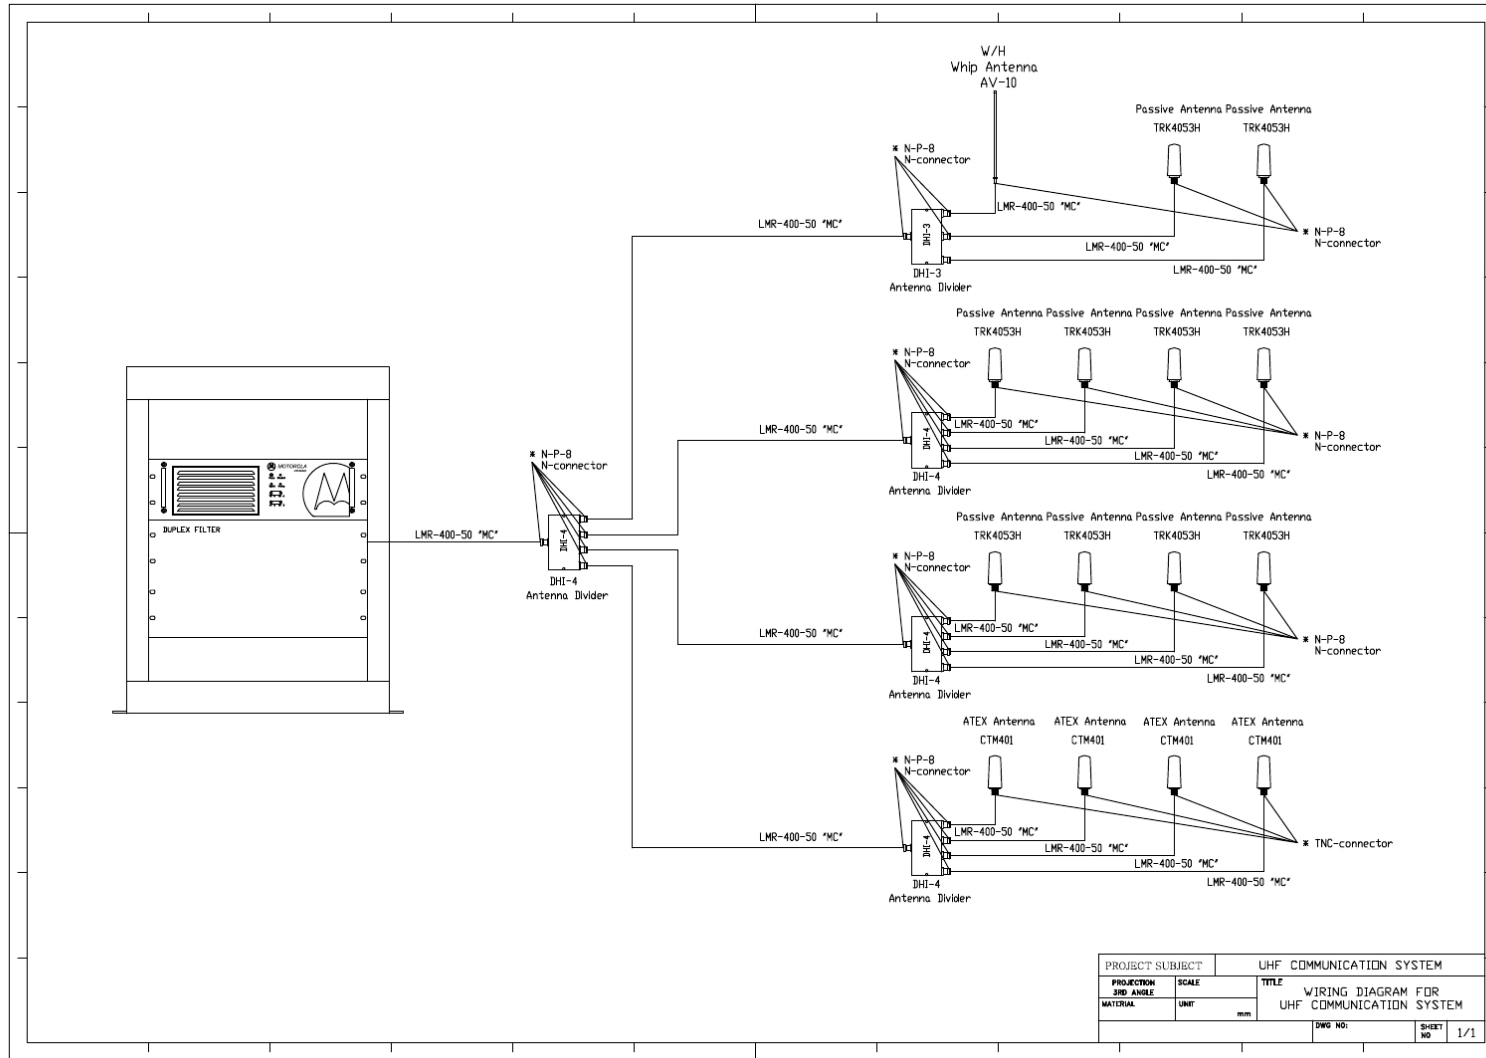 W/H
Whip Antenna
AV-10
Passive Antenna Passive Antenna
TRK4053H TRK4053H
* N-P-8
N-connector
LMR-400-50 "MC"
LMR-400-50 "MC"
DHI-3
* N-P-8
N-connector
LMR-400-50 "MC"
LMR-400-50 "MC"
DHI-3
Antenna Divider
Passive Antenna Passive Antenna Passive Antenna Passive Antenna
TRK4053H TRK4053H TRK4053H TRK4053H
* N-P-8
N-connector
LMR-400-50 "MC"
DHI-4
LMR-400-50 "MC"
LMR-400-50 "MC"
LMR-400-50 "MC"
LMR-400-50 "MC"
* N-P-8
N-connector
DHI-4
Antenna Divider
* N-P-8
N-connector
MOTOROLA
DUPLEX FILTER
LMR-400-50 "MC"
DHI-4
DHI-4
Antenna Divider
Passive Antenna Passive Antenna Passive Antenna Passive Antenna
TRK4053H TRK4053H TRK4053H TRK4053H
* N-P-8
N-connector
LMR-400-50 "MC"
DHI-4
LMR-400-50 "MC"
LMR-400-50 "MC"
LMR-400-50 "MC"
LMR-400-50 "MC"
* N-P-8
N-connector
DHI-4
Antenna Divider
ATEX Antenna ATEX Antenna ATEX Antenna ATEX Antenna
CTM401 CTM401 CTM401 CTM401
* N-P-8
N-connector
LMR-400-50 "MC"
DHI-4
LMR-400-50 "MC"
LMR-400-50 "MC"
LMR-400-50 "MC"
LMR-400-50 "MC"
* TNC-connector
DHI-4
Antenna Divider
PROJECT SUBJECT UHF COMMUNICATION SYSTEM
PROJECTION
3RD ANGLE
SCALE
TITLE
WIRING DIAGRAM FOR
UHF COMMUNICATION SYSTEM
MATERIAL
UNIT
mm
DWG NO:
SHEET
NO
1/1